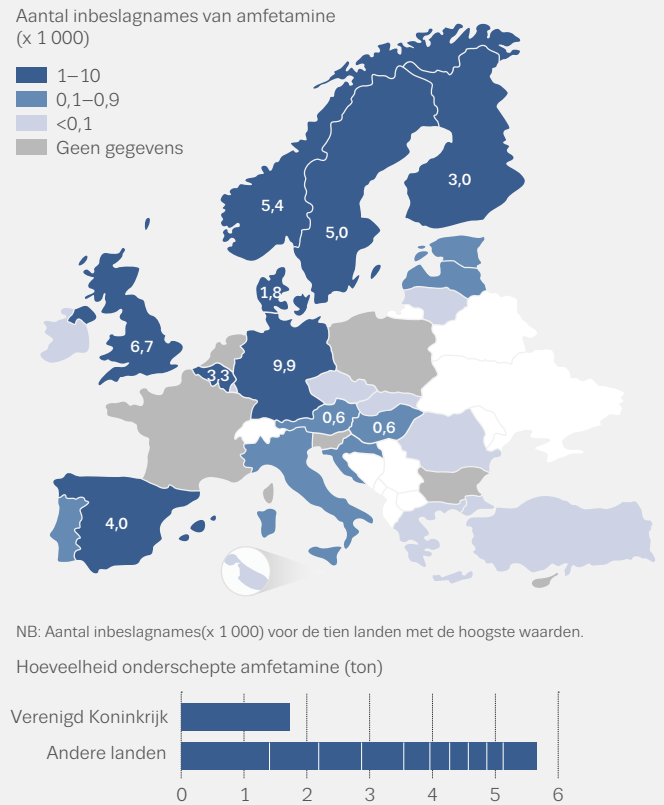 Aantal inbeslagnames van amfetamine
(x 1 000)
1–10
0,1–0,9
<0,1
Geen gegevens
3,0
5,4
5,0
1,8
6,7
9,9
3,3
0,6
0,6
4,0
NB: Aantal inbeslagnames(x 1 000) voor de tien landen met de hoogste waarden.
Hoeveelheid onderschepte amfetamine (ton)
Verenigd Koninkrijk
Andere landen
0 1 2 3 4 5 6